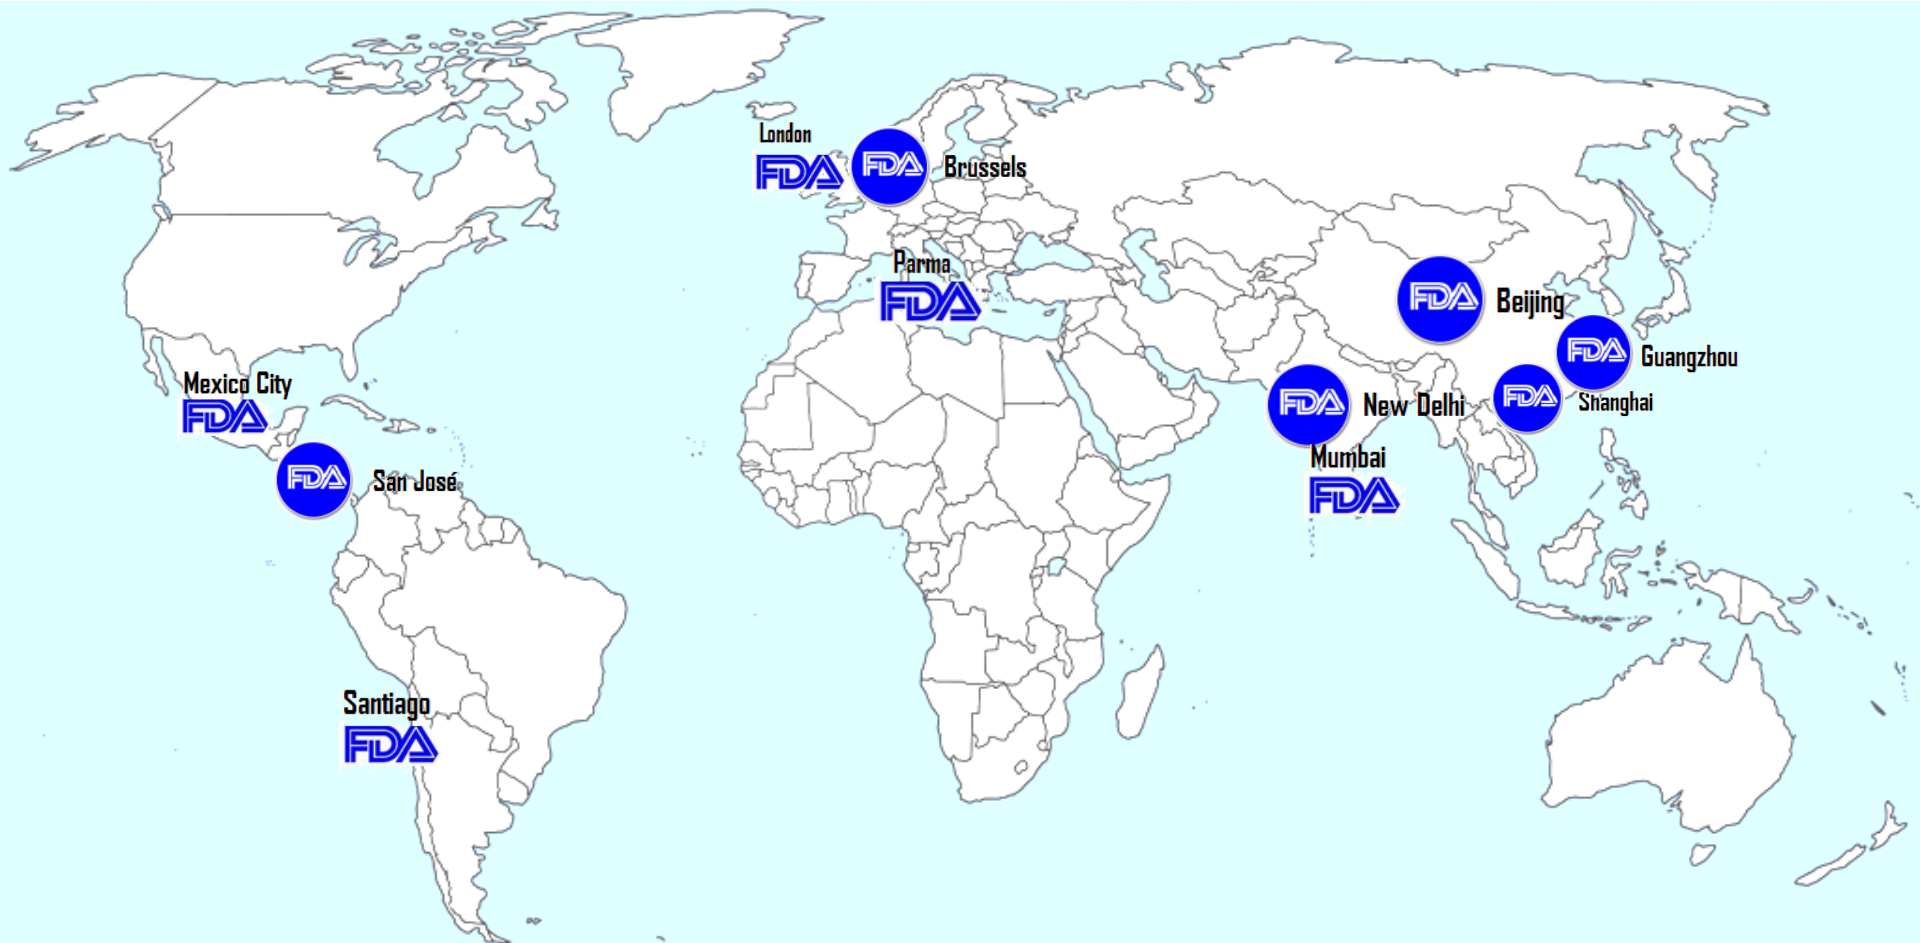 London
FDA
FDA
Brussels
Parma
FDA
FDA
Beijing
FDA
Guangzhou
Mexico City
FDA
FDA
New Delhi
FDA
Shanghai
Mumbai
FDA
FDA
San José
Santiago
FDA